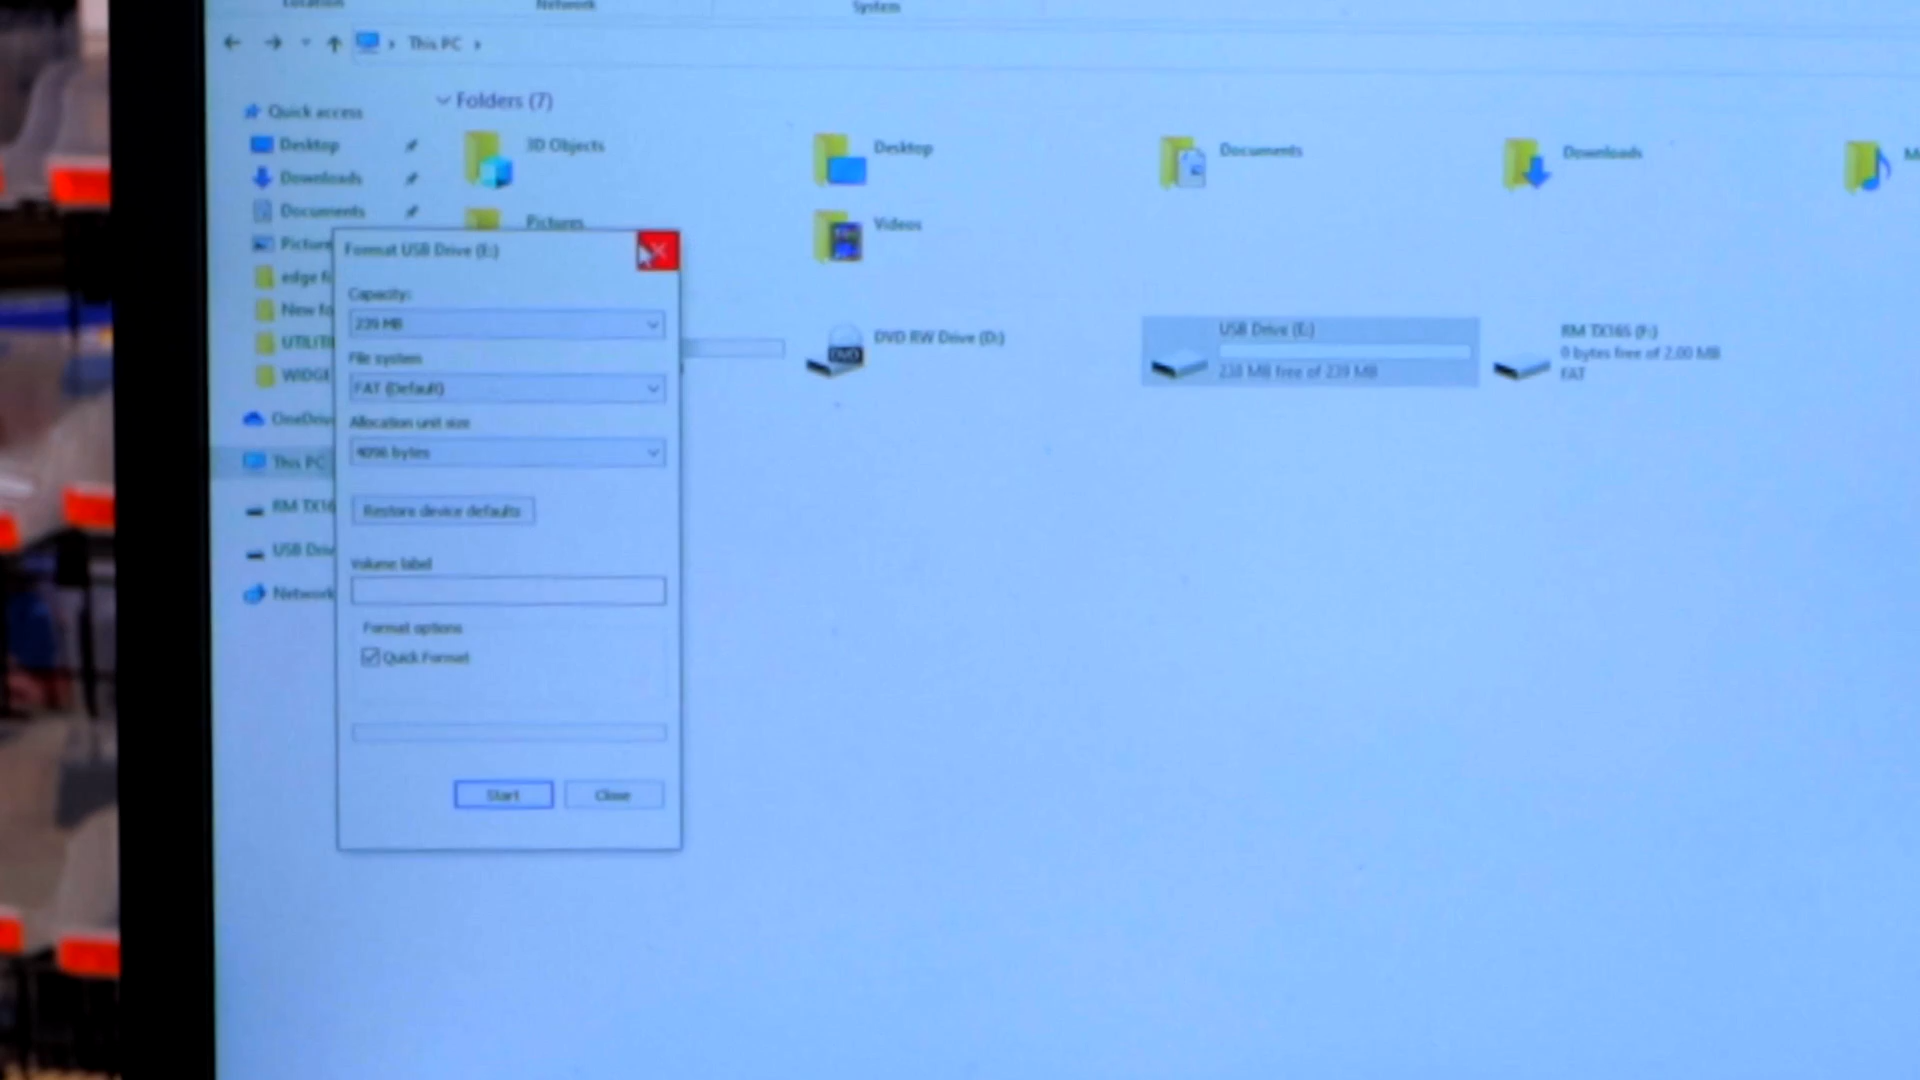 Location
Network
System
This PC
Quick access
Folders (7)
Desktop
3D Objects
Desktop
Documents
Downloads
Downloads
Documents
Pictures
Videos
Format USB Drive (E:)
Capacity:
239 MB
File system
FAT (Default)
Allocation unit size
4096 bytes
Restore device defaults
Volume label
Format options
Quick Format
Start
Close
DVD RW Drive (D:)
USB Drive (E:)
238 MB free of 239 MB
RM TX16S (F:)
0 bytes free of 2.00 MB
FAT
Picture
edge f
New fo
UTILITI
WIDGE
OneDrive
This PC
RM TX16
USB Driv
Network